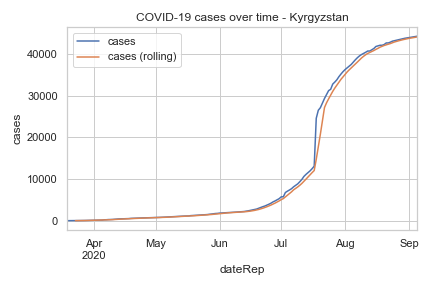 COVID-19 cases over time - Kyrgyzstan
cases
cases (rolling)
40000
30000
20000
10000
0
cases
Apr
2020
May
Jun
Jul
Aug
Sep
dateRep